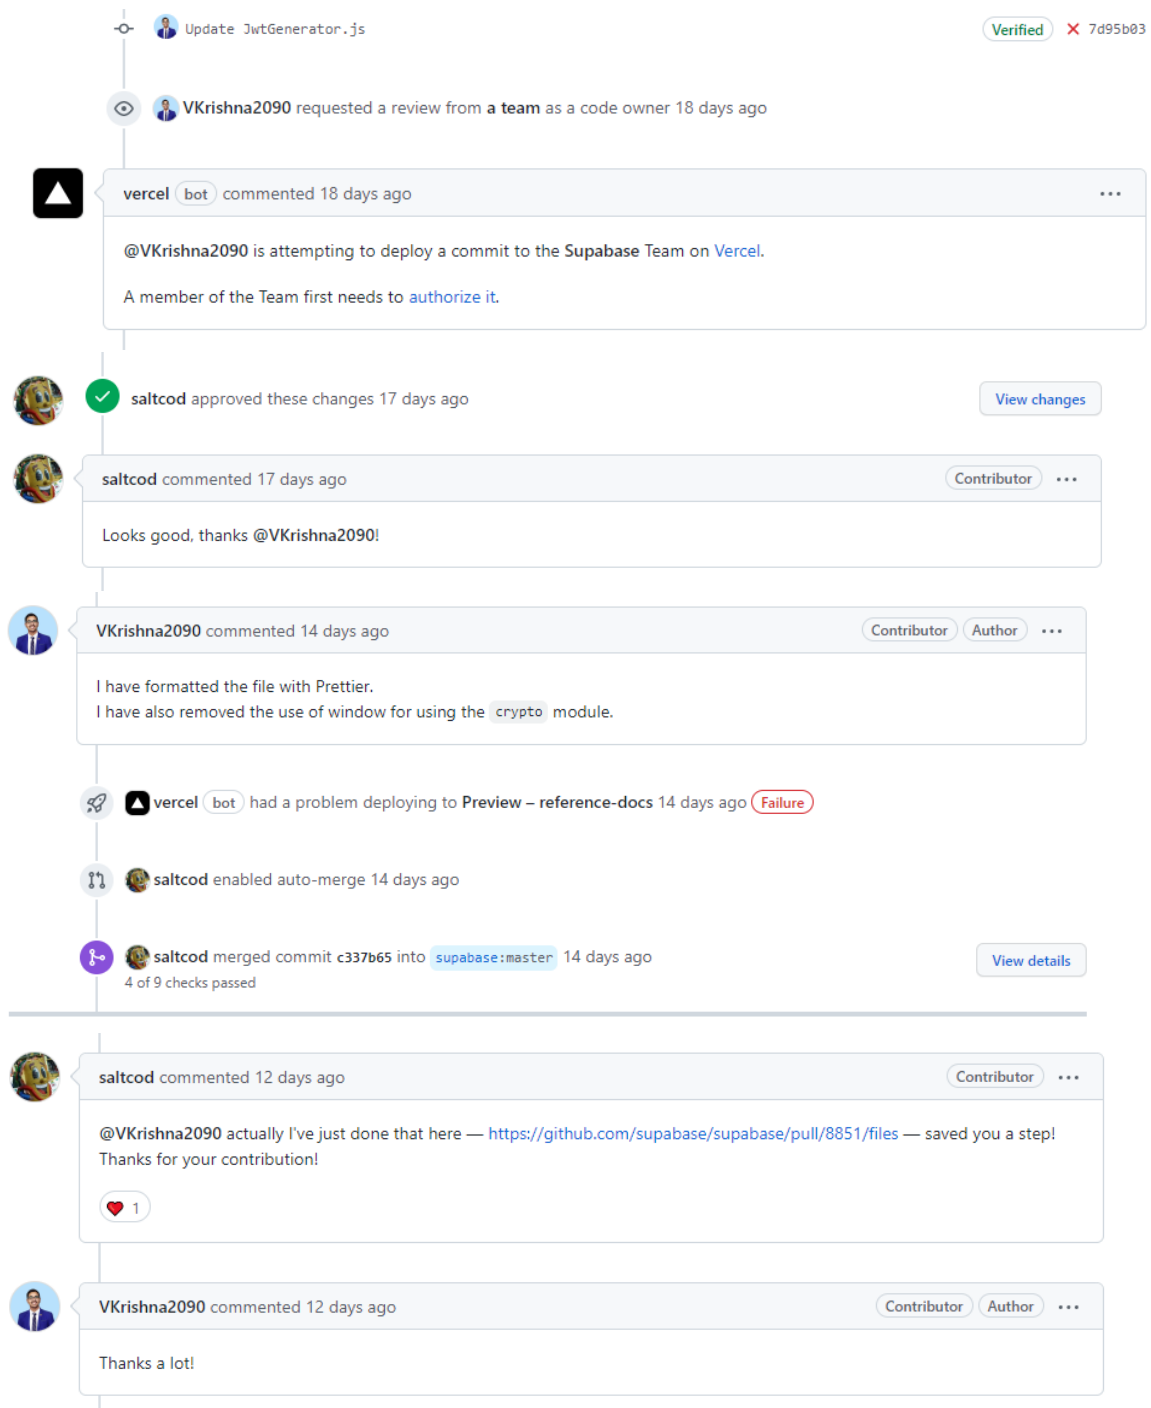 Update JwtGenerator.js Verified 7d95b03
VKrishna2090 requested a review from a team as a code owner 18 days ago
vercel bot commented 18 days ago
@VKrishna2090 is attempting to deploy a commit to the Supabase Team on Vercel.
A member of the Team first needs to authorize it.
saltcod approved these changes 17 days ago View changes
saltcod commented 17 days ago Contributor
Looks good, thanks @VKrishna2090!
VKrishna2090 commented 14 days ago Contributor Author
I have formatted the file with Prettier.
I have also removed the use of window for using the crypto module.
vercel bot had a problem deploying to Preview – reference-docs 14 days ago Failure
saltcod enabled auto-merge 14 days ago
saltcod merged commit c337b65 into supabase:master 14 days ago View details
4 of 9 checks passed
saltcod commented 12 days ago Contributor
@VKrishna2090 actually I've just done that here — https://github.com/supabase/supabase/pull/8851/files — saved you a step!
Thanks for your contribution!
1
VKrishna2090 commented 12 days ago Contributor Author
Thanks a lot!